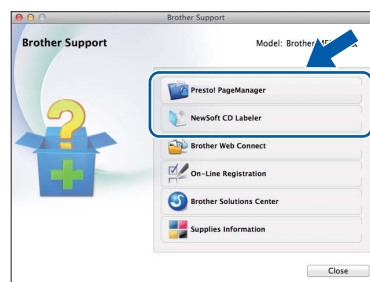 Brother Support
Brother Support
Model: Brother
Presto! PageManager
NewSoft CD Labeler
Brother Web Connect
On-Line Registration
Brother Solutions Center
Supplies Information
Close